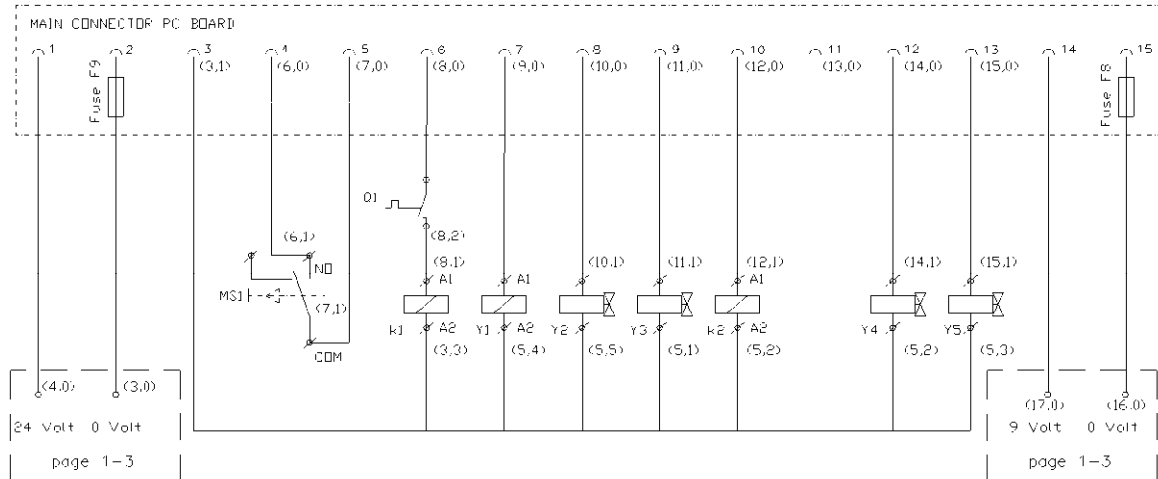 MAIN CONNECTOR PC BOARD
1 2 3 4 5 6 7 8 9 10 11 12 13 14 15
(3,1) (6,0) (7,0) (8,0) (9,0) (10,0) (11,0) (12,0) (13,0) (14,0) (15,0)
Fuse F9
Fuse F8
Q1
(8,2)
(6,1)
(8,1) (10,1) (11,1) (12,1) (14,1) (15,1)
NO
A1 A1 A1
MS1
(7,1)
k1 A2 Y1 A2 Y2 Y3 k2 A2 Y4 Y5
COM
(3,3) (5,4) (5,5) (5,1) (5,2) (5,2) (5,3)
(4,0) (3,0)
(17,0) (16,0)
24 Volt 0 Volt
9 Volt 0 Volt
page 1-3
page 1-3